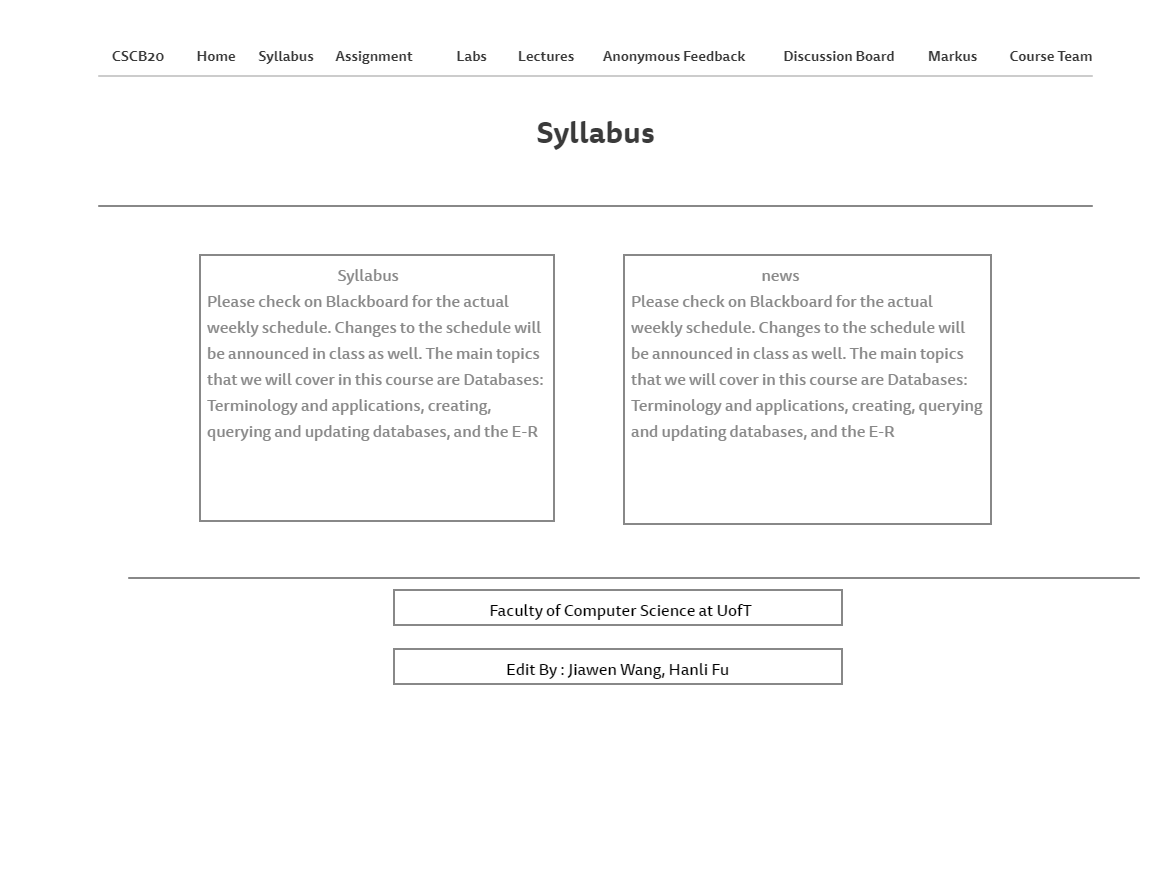 CSCB20 Home Syllabus Assignment Labs Lectures Anonymous Feedback Discussion Board Markus Course Team
Syllabus
Syllabus
Please check on Blackboard for the actual
weekly schedule. Changes to the schedule will
be announced in class as well. The main topics
that we will cover in this course are Databases:
Terminology and applications, creating,
querying and updating databases, and the E-R
news
Please check on Blackboard for the actual
weekly schedule. Changes to the schedule will
be announced in class as well. The main topics
that we will cover in this course are Databases:
Terminology and applications, creating, querying
and updating databases, and the E-R
Faculty of Computer Science at UofT
Edit By : Jiawen Wang, Hanli Fu